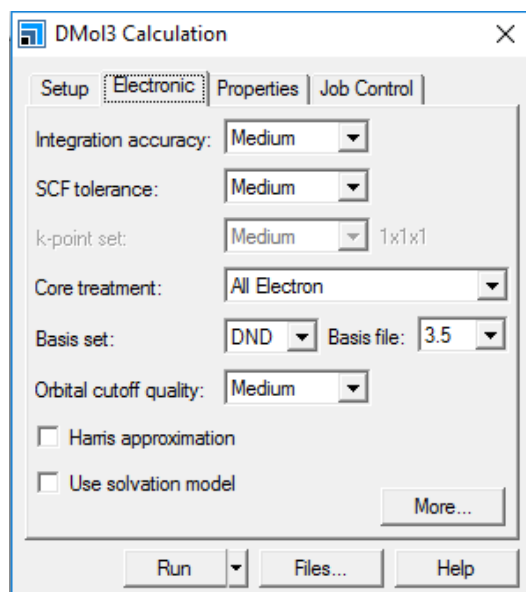 DMol3 Calculation
Setup Electronic Properties Job Control
Integration accuracy: Medium
SCF tolerance: Medium
k-point set: Medium 1x1x1
Core treatment: All Electron
Basis set: DND Basis file: 3.5
Orbital cutoff quality: Medium
Harris approximation
Use solvation model
More...
Run Files... Help